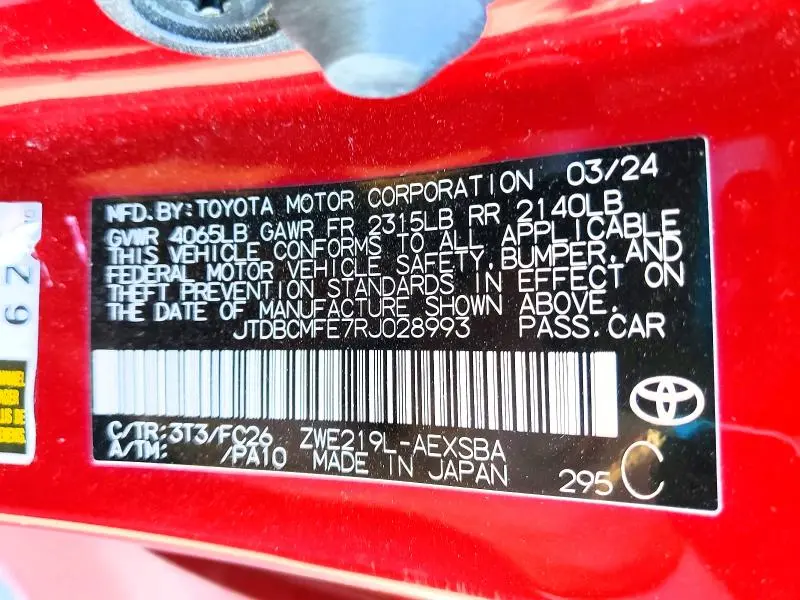 MFD. BY: TOYOTA MOTOR CORPORATION 03/24
GVWR 4065LB GAWR FR 2315LB RR 2140LB
THIS VEHICLE CONFORMS TO ALL APPLICABLE
FEDERAL MOTOR VEHICLE SAFETY, BUMPER, AND
THEFT PREVENTION STANDARDS IN EFFECT ON
THE DATE OF MANUFACTURE SHOWN ABOVE.
JTDBCMFE7RJ028993 PASS. CAR
C/TR: 3T3/FC26 ZWE219L-AEXSBA
A/TM: /PA10 MADE IN JAPAN
295 C